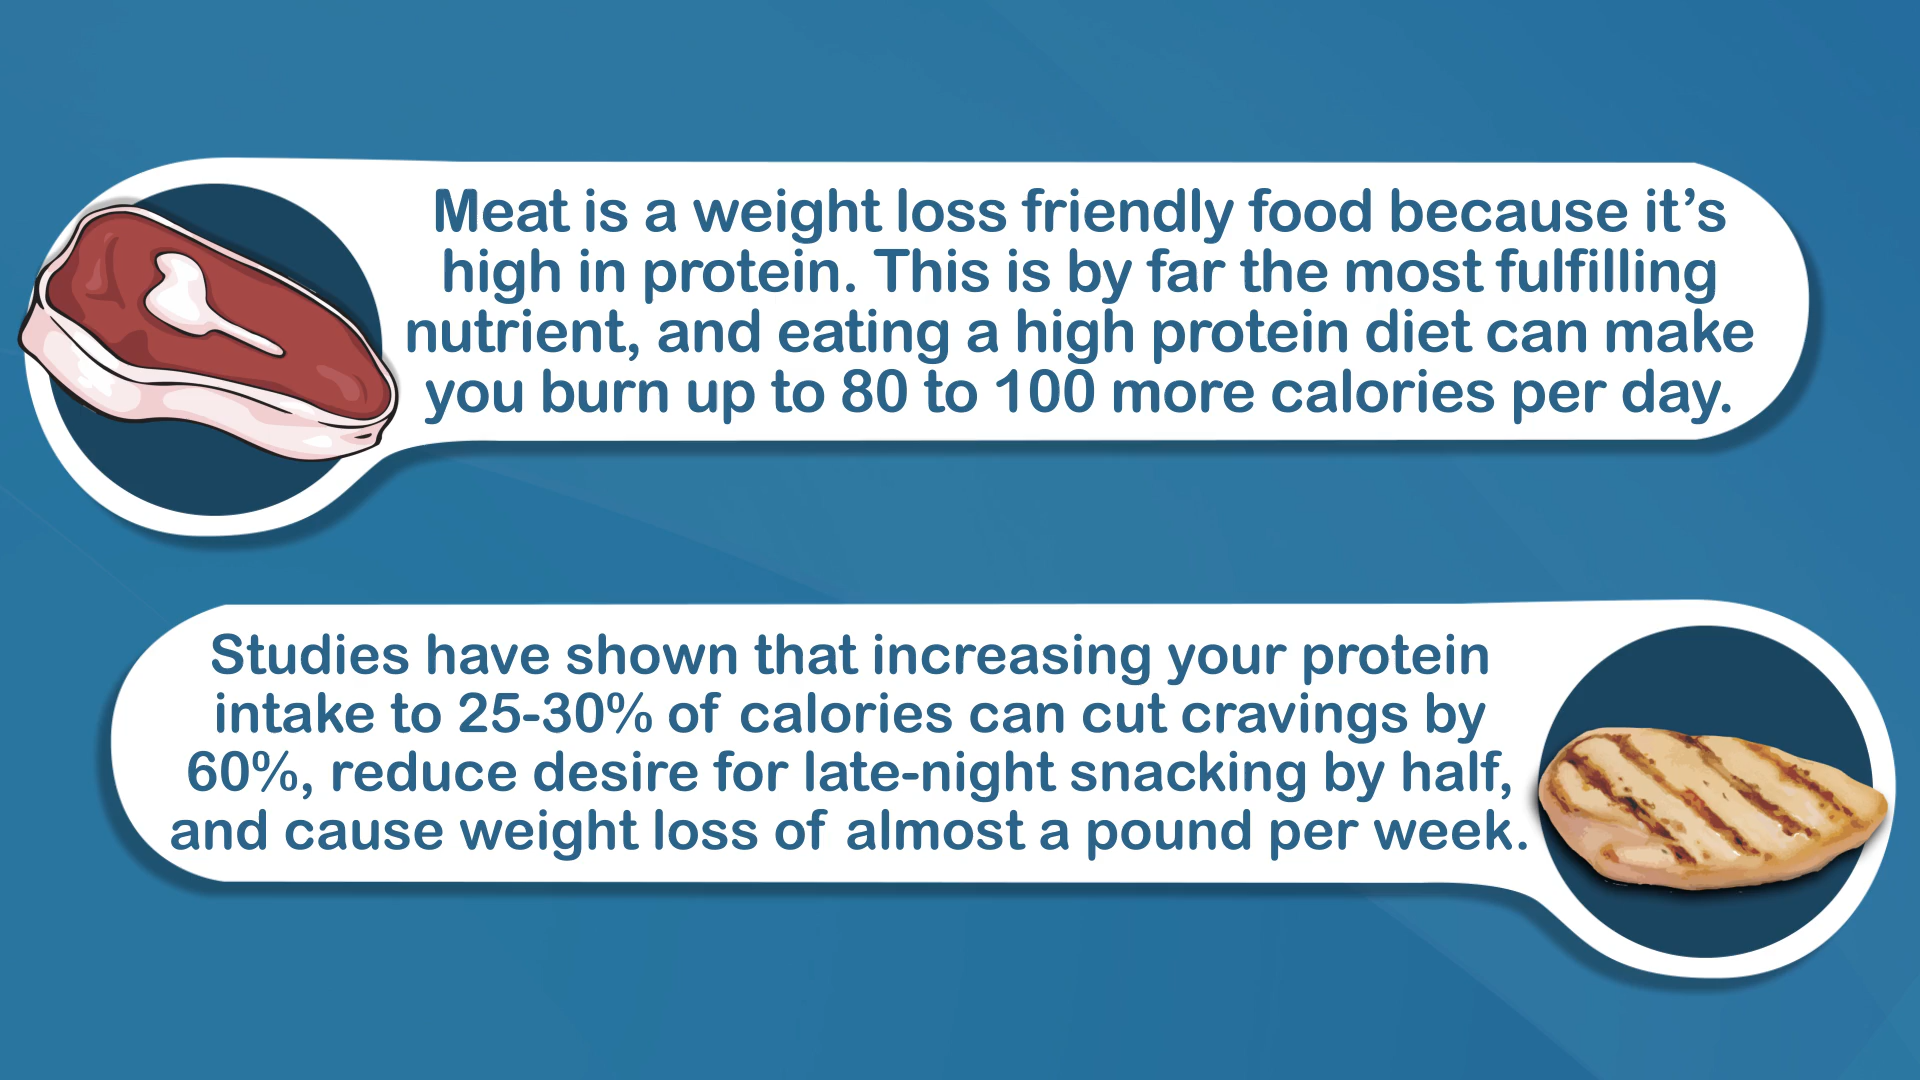 Meat is a weight loss friendly food because it’s
high in protein. This is by far the most fulfilling
nutrient, and eating a high protein diet can make
you burn up to 80 to 100 more calories per day.
Studies have shown that increasing your protein
intake to 25-30% of calories can cut cravings by
60%, reduce desire for late-night snacking by half,
and cause weight loss of almost a pound per week.